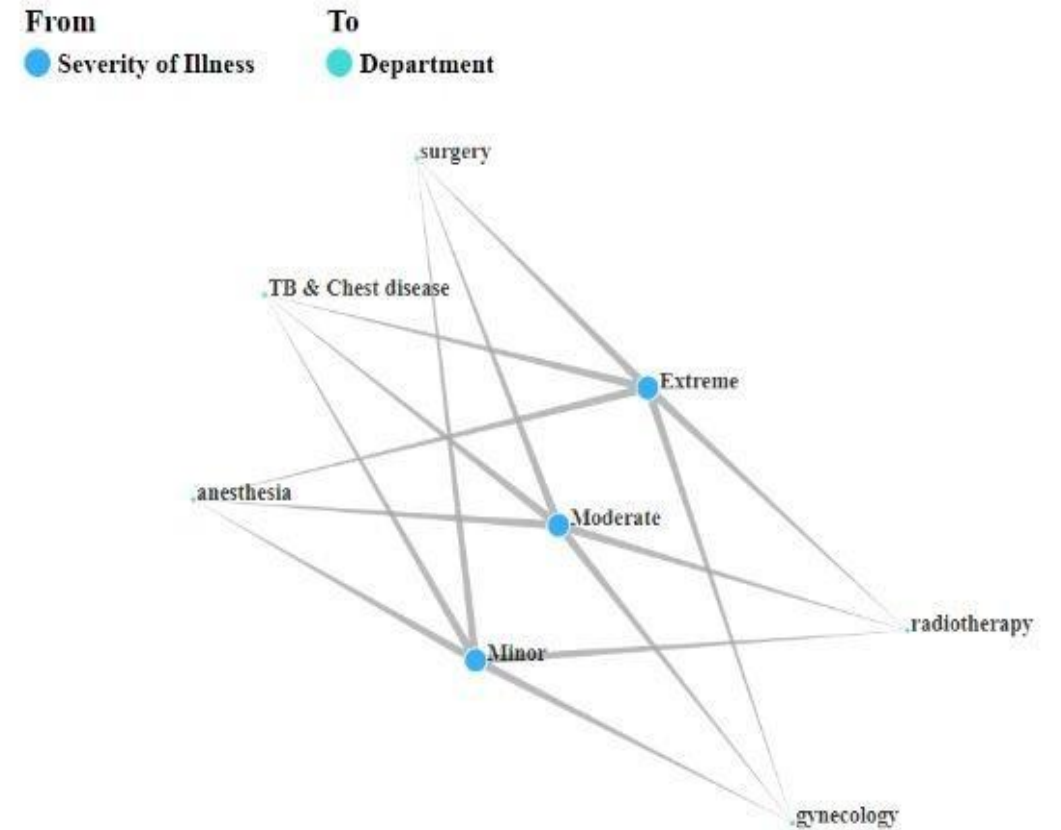 From To
Severity of Illness Department
surgery
TB & Chest disease
Extreme
anesthesia
Moderate
radiotherapy
Minor
gynecology